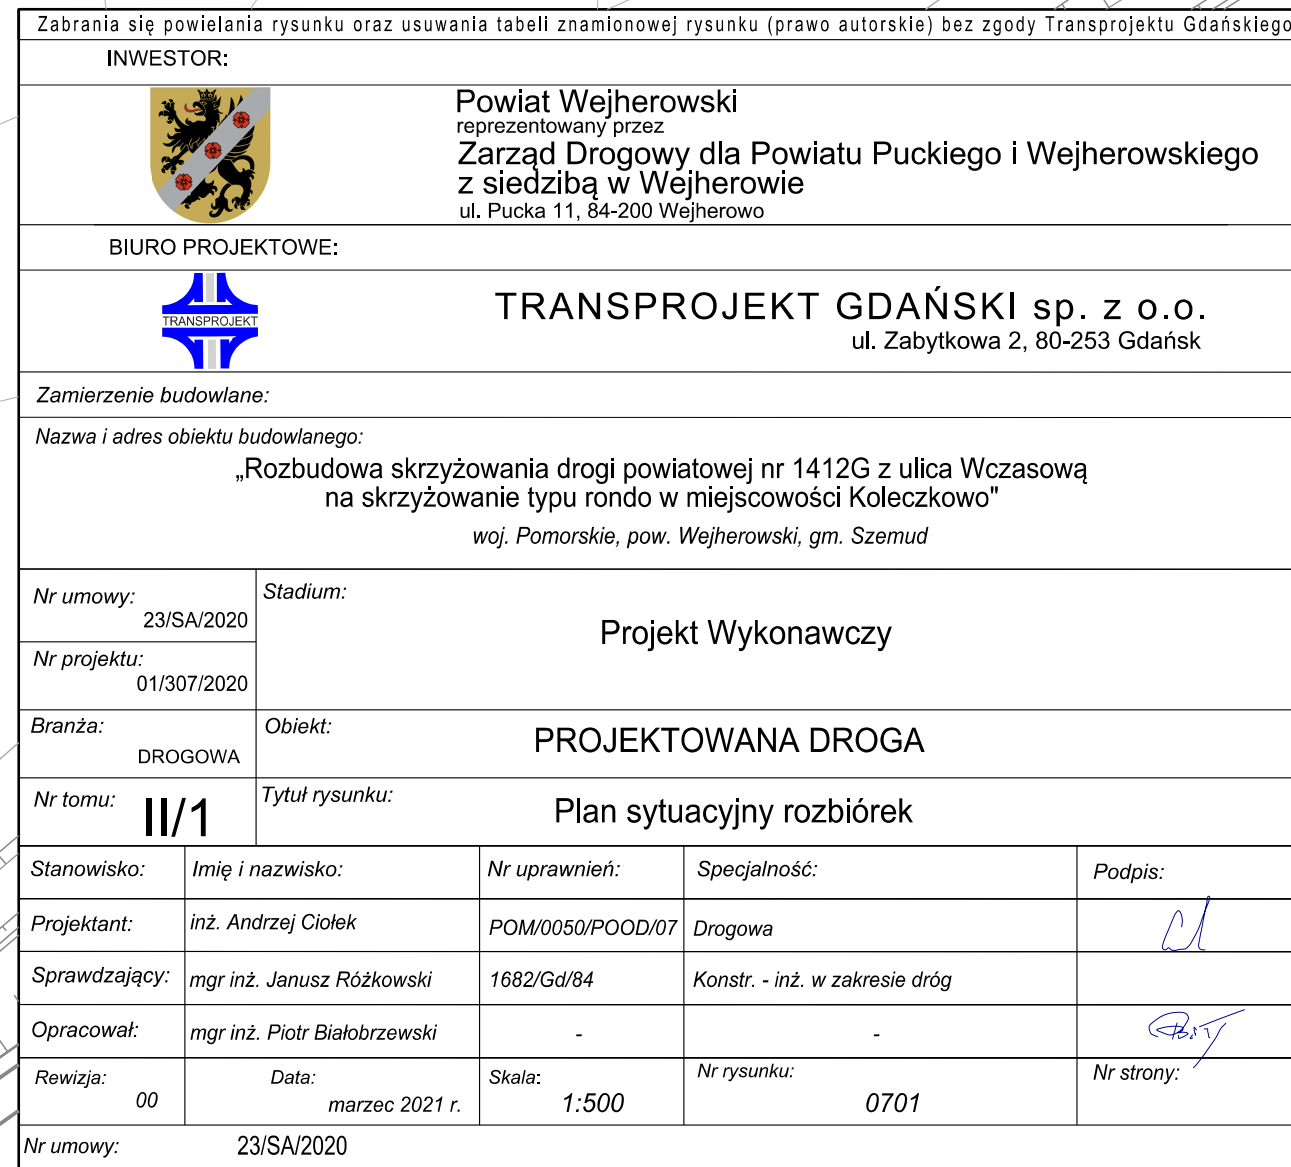 Zabrania się powielania rysunku oraz usuwania tabeli znamionowej rysunku (prawo autorskie) bez zgody Transprojektu Gdańskiego
INWESTOR:
Powiat Wejherowski
reprezentowany przez
Zarząd Drogowy dla Powiatu Puckiego i Wejherowskiego
z siedzibą w Wejherowie
ul. Pucka 11, 84-200 Wejherowo
BIURO PROJEKTOWE:
TRANSPROJEKT
TRANSPROJEKT GDAŃSKI sp. z o.o.
ul. Zabytkowa 2, 80-253 Gdańsk
Zamierzenie budowlane:
Nazwa i adres obiektu budowlanego:
„Rozbudowa skrzyżowania drogi powiatowej nr 1412G z ulica Wczasową
na skrzyżowanie typu rondo w miejscowości Koleczkowo"
woj. Pomorskie, pow. Wejherowski, gm. Szemud
Nr umowy:
23/SA/2020
Stadium:
Projekt Wykonawczy
Nr projektu:
01/307/2020
Branża:
DROGOWA
Obiekt:
PROJEKTOWANA DROGA
Nr tomu:
II/1
Tytuł rysunku:
Plan sytuacyjny rozbiórek
Stanowisko: Imię i nazwisko: Nr uprawnień: Specjalność: Podpis:
Projektant: inż. Andrzej Ciołek POM/0050/POOD/07 Drogowa
Sprawdzający: mgr inż. Janusz Różkowski 1682/Gd/84 Konstr. - inż. w zakresie dróg
Opracował: mgr inż. Piotr Białobrzewski - -
Rewizja: 00
Data: marzec 2021 r.
Skala: 1:500
Nr rysunku: 0701
Nr strony:
Nr umowy: 23/SA/2020